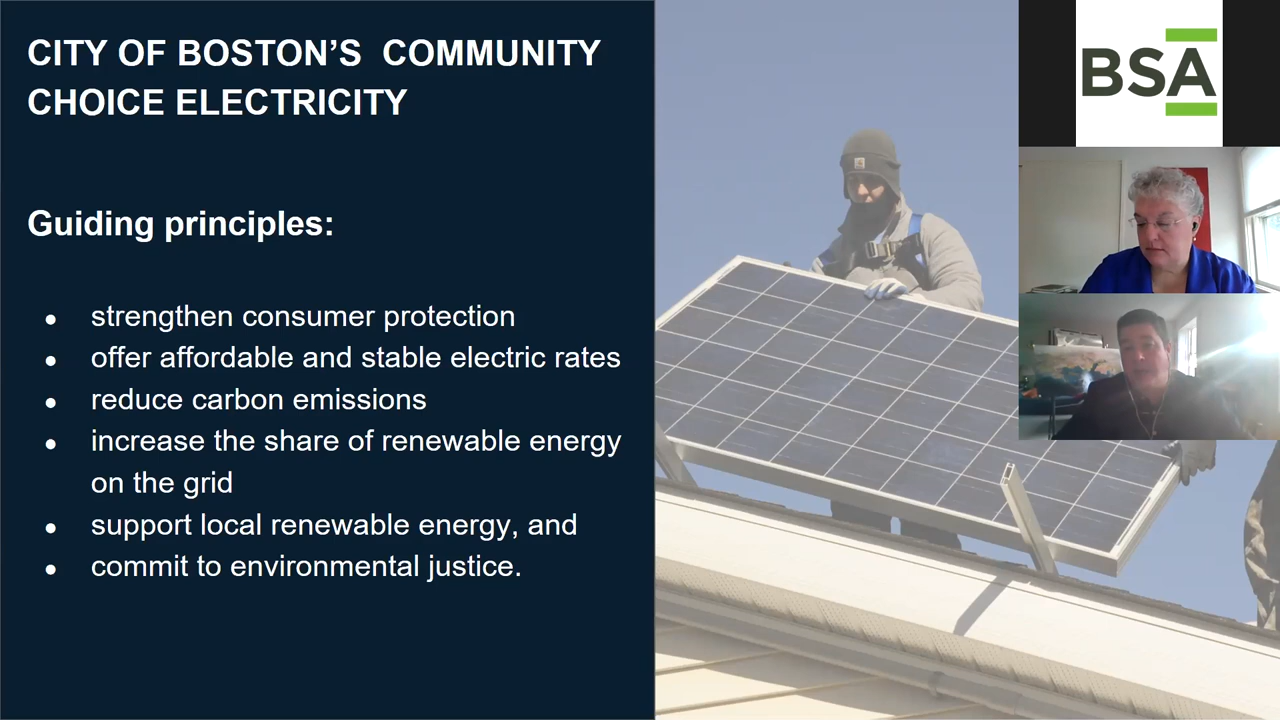 CITY OF BOSTON’S  COMMUNITY
CHOICE ELECTRICITY
Guiding principles:
● strengthen consumer protection
● offer affordable and stable electric rates
● reduce carbon emissions
● increase the share of renewable energy
on the grid
● support local renewable energy, and
● commit to environmental justice.
BSA